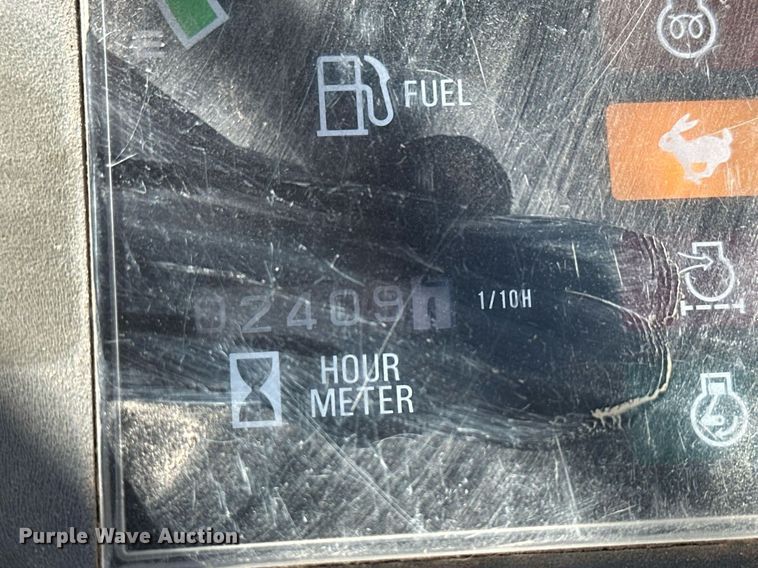 E
FUEL
02409 1/10H
HOUR
METER
Purple Wave Auction